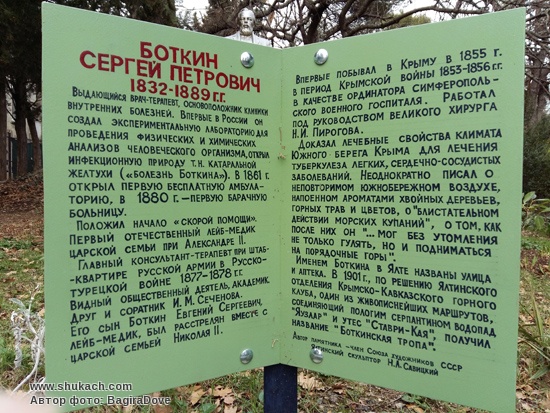 БОТКИН
СЕРГЕЙ ПЕТРОВИЧ
1832-1889 г.г.
Выдающийся врач-терапевт, основоположник клиники
внутренних болезней. Впервые в России он
создал экспериментальную лабораторию для
проведения физических и химических
анализов человеческого организма, открыл
инфекционную природу т.н. катаральной
желтухи («болезнь Боткина»). В 1861 г
открыл первую бесплатную амбула-
торию, в 1880 г. – первую барачную
больницу.
Положил начало «скорой помощи».
Первый отечественный лейб-медик
царской семьи при Александре II.
Главный консультант-терапевт при штаб-
-квартире русской армии в Русско-
турецкой войне 1877-1878 г.г.
Видный общественный деятель, академик.
Друг и соратник И.М. Сеченова.
Его сын Боткин Евгений Сергеевич,
лейб-медик, был расстрелян вместе с
царской семьей Николая II.
Впервые побывал в Крыму в 1855 г.
в период Крымской войны 1853-1856 г.г.
в качестве ординатора Симферополь-
ского военного госпиталя. Работал
под руководством великого хирурга
Н.И. Пирогова.
Доказал лечебные свойства климата
Южного берега Крыма для лечения
туберкулеза легких, сердечно-сосудистых
заболеваний. Неоднократно писал о
неповторимом южнобережном воздухе,
напоенном ароматами хвойных деревьев,
горных трав и цветов, о "блистательном
действии морских купаний", о том, как
после них он "... мог без утомления
не только гулять, но и подниматься
на порядочные горы".
Именем Боткина в Ялте названы улица
и аптека. В 1901 г., по решению Ялтинского
отделения Крымско-Кавказского горного
клуба, один из живописнейших маршрутов,
соединяющий пологим серпантином водопад
"Яузлар" и утес "Ставри-Кая", получил
название "Боткинская тропа".
Автор памятника – член Союза художников СССР
Ялтинский скульптор Н.А. Савицкий
www.shukach.com
Автор фото: BagiraDove